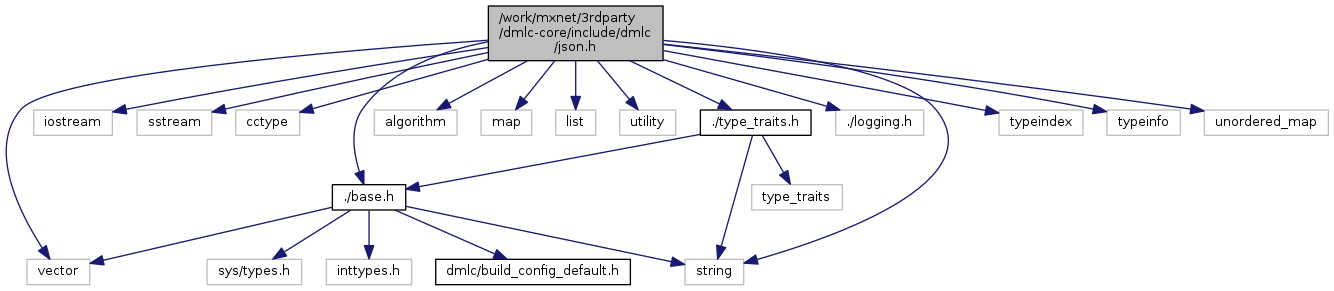 /work/mxnet/3rdparty
/dmlc-core/include/dmlc
/json.h
iostream
sstream
cctype
algorithm
map
list
utility
./type_traits.h
./logging.h
typeindex
typeinfo
unordered_map
./base.h
type_traits
vector
sys/types.h
inttypes.h
dmlc/build_config_default.h
string